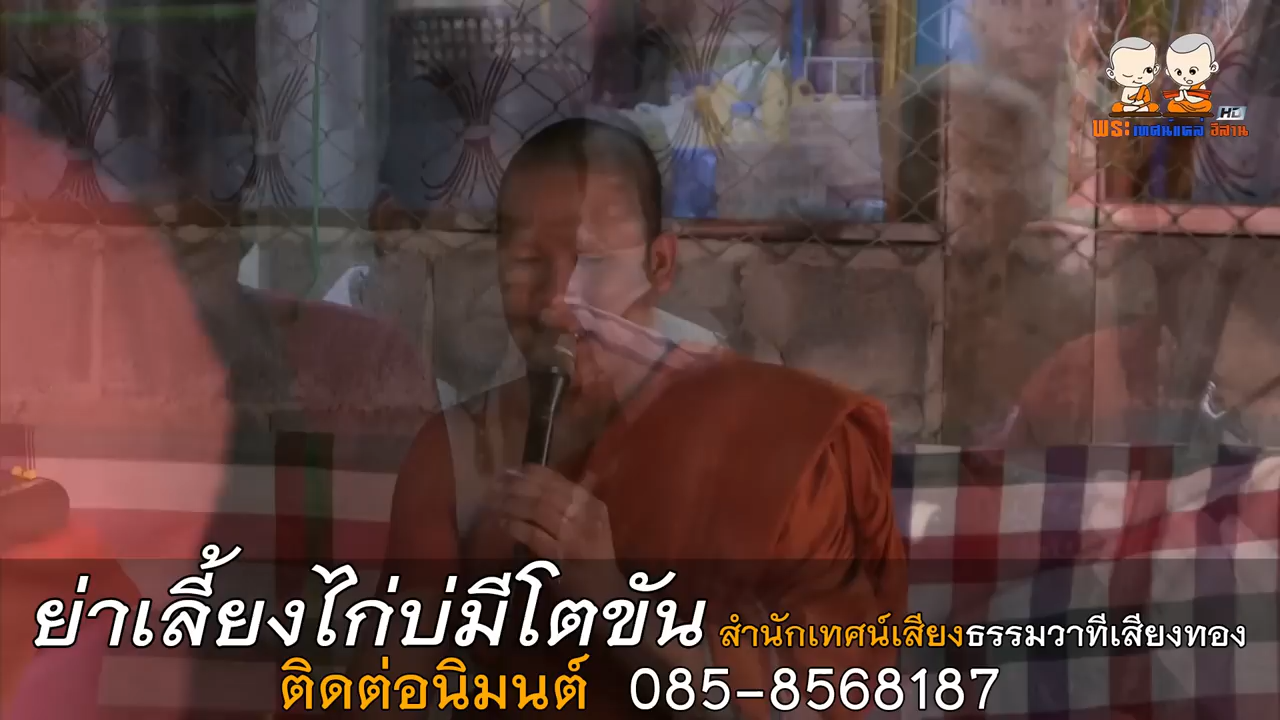 HD
พระเทศน์แหล่ อีสาน
ย่าเลี้ยงไก่บ่มีโตขัน สำนักเทศน์เสียงธรรมวาทีเสียงทอง
ติดต่อนิมนต์ 085-8568187